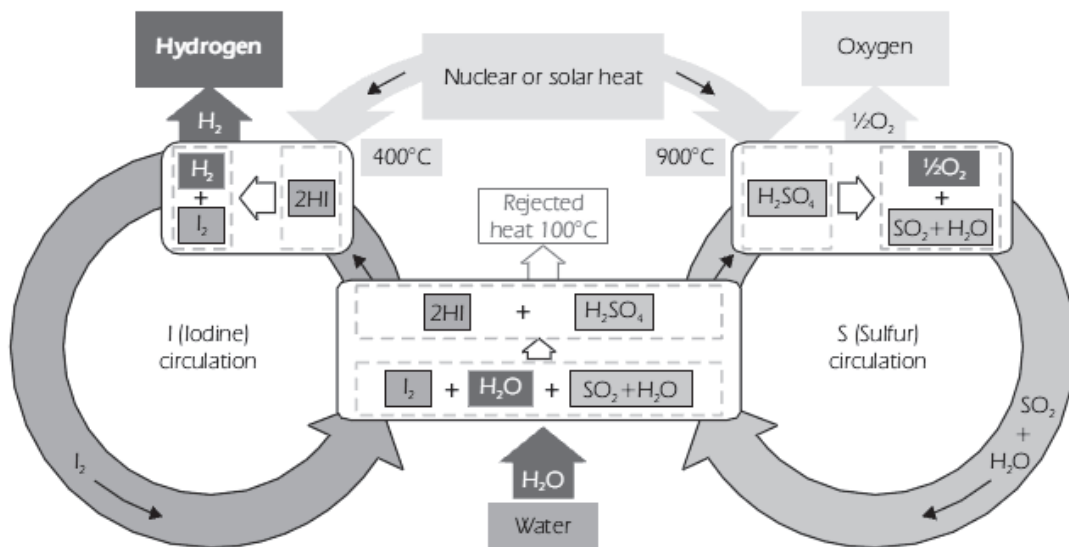 Hydrogen
Nuclear or solar heat
Oxygen
H₂
½O₂
400°C
900°C
H₂
+
I₂
2HI
H₂SO₄
½O₂
+
SO₂+H₂O
Rejected
heat 100°C
2HI + H₂SO₄
I₂ + H₂O + SO₂+H₂O
I (Iodine)
circulation
S (Sulfur)
circulation
I₂
SO₂
+
H₂O
H₂O
Water